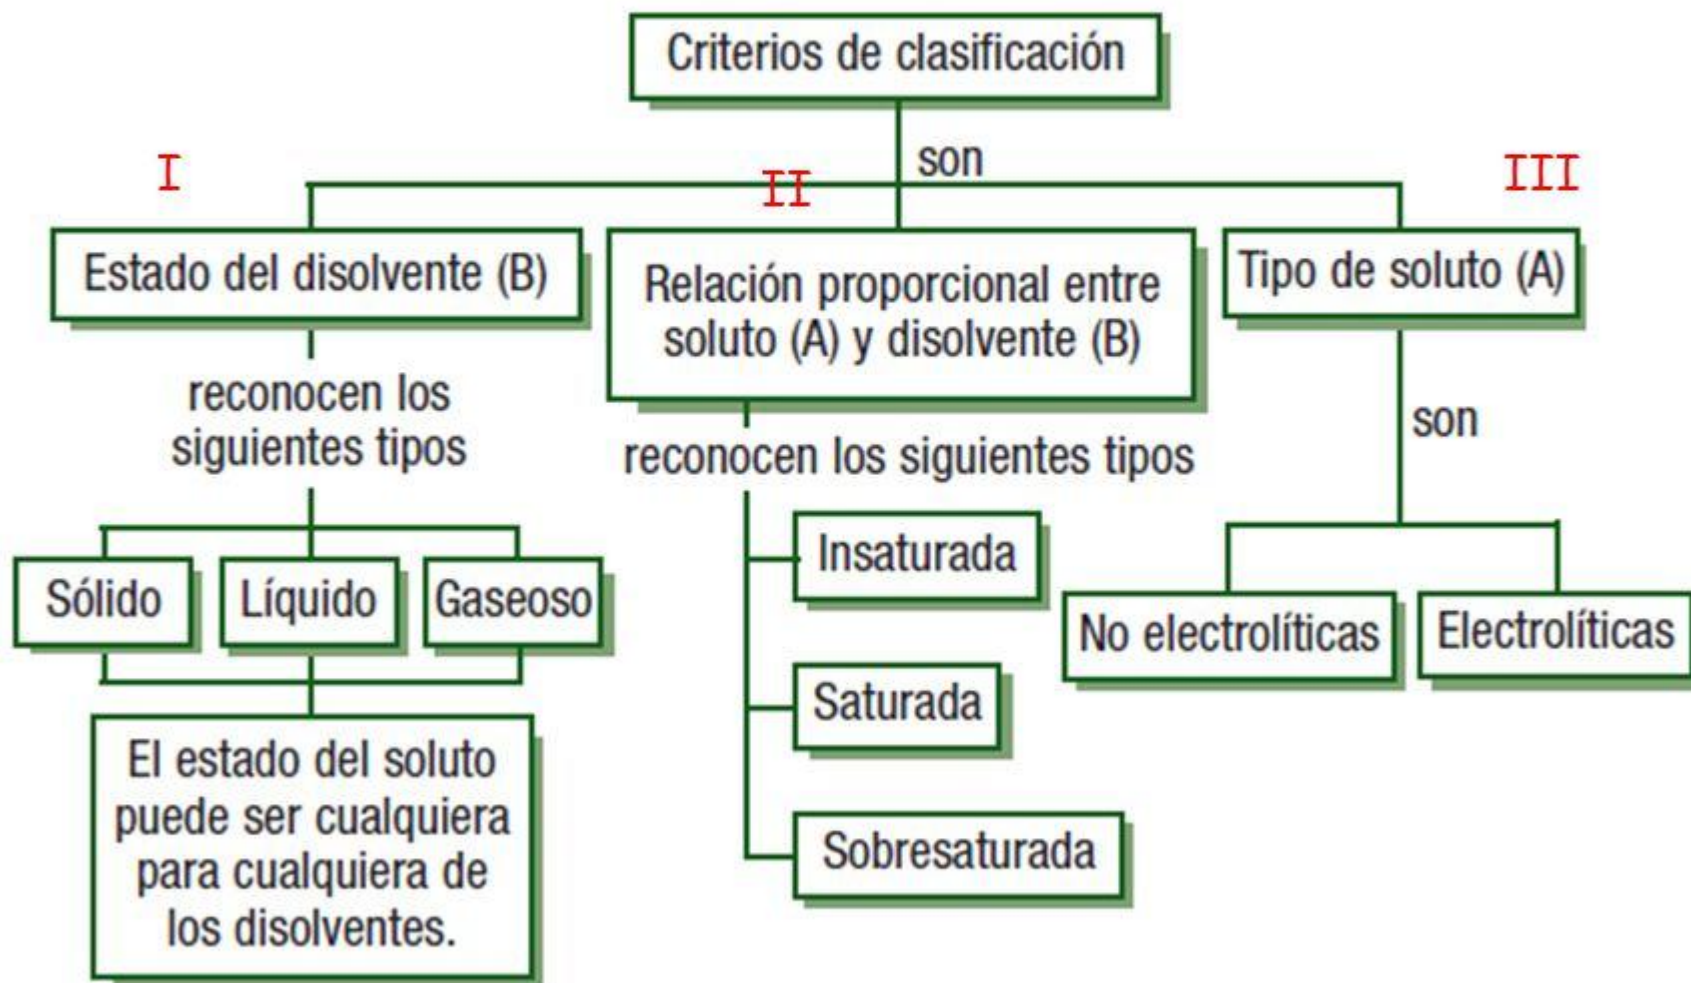 Criterios de clasificación
son
I
II
III
Estado del disolvente (B)
reconocen los
siguientes tipos
Sólido
Líquido
Gaseoso
El estado del soluto
puede ser cualquiera
para cualquiera de
los disolventes.
Relación proporcional entre
soluto (A) y disolvente (B)
reconocen los siguientes tipos
Insaturada
Saturada
Sobresaturada
Tipo de soluto (A)
son
No electrolíticas
Electrolíticas